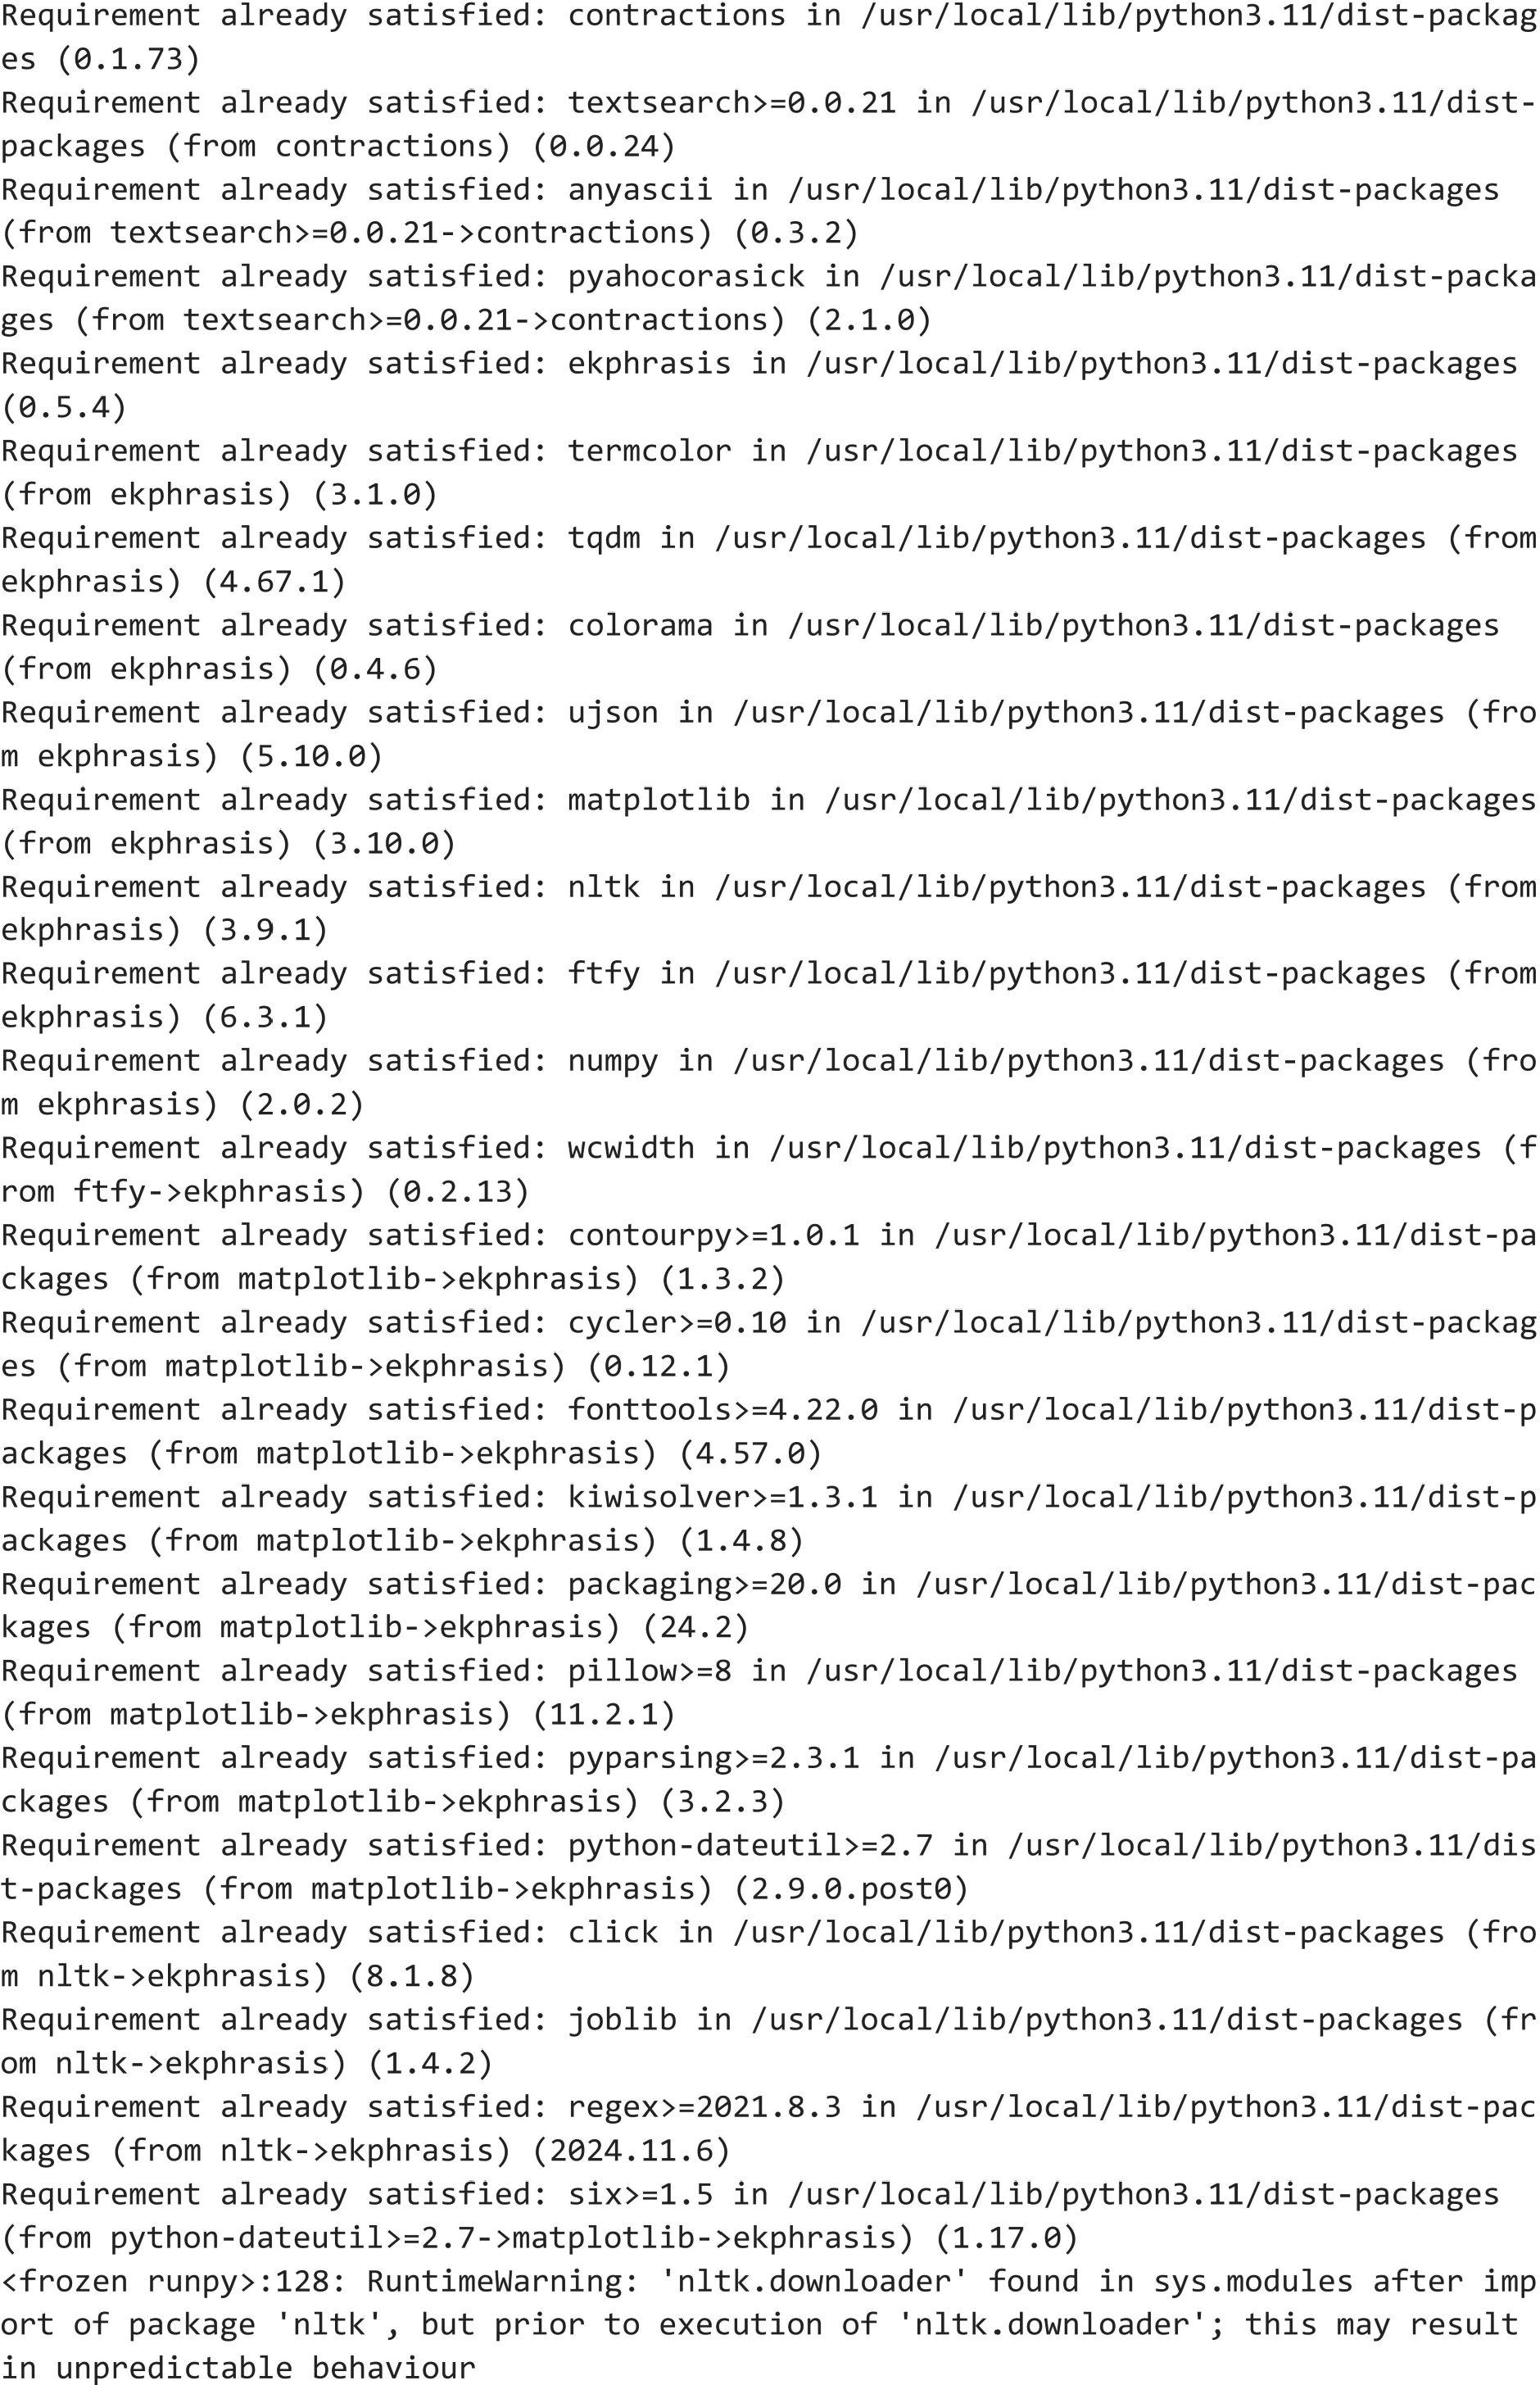 Requirement already satisfied: contractions in /usr/local/lib/python3.11/dist-packag
es (0.1.73)
Requirement already satisfied: textsearch>=0.0.21 in /usr/local/lib/python3.11/dist-
packages (from contractions) (0.0.24)
Requirement already satisfied: anyascii in /usr/local/lib/python3.11/dist-packages
(from textsearch>=0.0.21->contractions) (0.3.2)
Requirement already satisfied: pyahocorasick in /usr/local/lib/python3.11/dist-packa
ges (from textsearch>=0.0.21->contractions) (2.1.0)
Requirement already satisfied: ekphrasis in /usr/local/lib/python3.11/dist-packages
(0.5.4)
Requirement already satisfied: termcolor in /usr/local/lib/python3.11/dist-packages
(from ekphrasis) (3.1.0)
Requirement already satisfied: tqdm in /usr/local/lib/python3.11/dist-packages (from
ekphrasis) (4.67.1)
Requirement already satisfied: colorama in /usr/local/lib/python3.11/dist-packages
(from ekphrasis) (0.4.6)
Requirement already satisfied: ujson in /usr/local/lib/python3.11/dist-packages (fro
m ekphrasis) (5.10.0)
Requirement already satisfied: matplotlib in /usr/local/lib/python3.11/dist-packages
(from ekphrasis) (3.10.0)
Requirement already satisfied: nltk in /usr/local/lib/python3.11/dist-packages (from
ekphrasis) (3.9.1)
Requirement already satisfied: ftfy in /usr/local/lib/python3.11/dist-packages (from
ekphrasis) (6.3.1)
Requirement already satisfied: numpy in /usr/local/lib/python3.11/dist-packages (fro
m ekphrasis) (2.0.2)
Requirement already satisfied: wcwidth in /usr/local/lib/python3.11/dist-packages (f
rom ftfy->ekphrasis) (0.2.13)
Requirement already satisfied: contourpy>=1.0.1 in /usr/local/lib/python3.11/dist-pa
ckages (from matplotlib->ekphrasis) (1.3.2)
Requirement already satisfied: cycler>=0.10 in /usr/local/lib/python3.11/dist-packag
es (from matplotlib->ekphrasis) (0.12.1)
Requirement already satisfied: fonttools>=4.22.0 in /usr/local/lib/python3.11/dist-p
ackages (from matplotlib->ekphrasis) (4.57.0)
Requirement already satisfied: kiwisolver>=1.3.1 in /usr/local/lib/python3.11/dist-p
ackages (from matplotlib->ekphrasis) (1.4.8)
Requirement already satisfied: packaging>=20.0 in /usr/local/lib/python3.11/dist-pac
kages (from matplotlib->ekphrasis) (24.2)
Requirement already satisfied: pillow>=8 in /usr/local/lib/python3.11/dist-packages
(from matplotlib->ekphrasis) (11.2.1)
Requirement already satisfied: pyparsing>=2.3.1 in /usr/local/lib/python3.11/dist-pa
ckages (from matplotlib->ekphrasis) (3.2.3)
Requirement already satisfied: python-dateutil>=2.7 in /usr/local/lib/python3.11/dis
t-packages (from matplotlib->ekphrasis) (2.9.0.post0)
Requirement already satisfied: click in /usr/local/lib/python3.11/dist-packages (fro
m nltk->ekphrasis) (8.1.8)
Requirement already satisfied: joblib in /usr/local/lib/python3.11/dist-packages (fr
om nltk->ekphrasis) (1.4.2)
Requirement already satisfied: regex>=2021.8.3 in /usr/local/lib/python3.11/dist-pac
kages (from nltk->ekphrasis) (2024.11.6)
Requirement already satisfied: six>=1.5 in /usr/local/lib/python3.11/dist-packages
(from python-dateutil>=2.7->matplotlib->ekphrasis) (1.17.0)
<frozen runpy>:128: RuntimeWarning: 'nltk.downloader' found in sys.modules after imp
ort of package 'nltk', but prior to execution of 'nltk.downloader'; this may result
in unpredictable behaviour